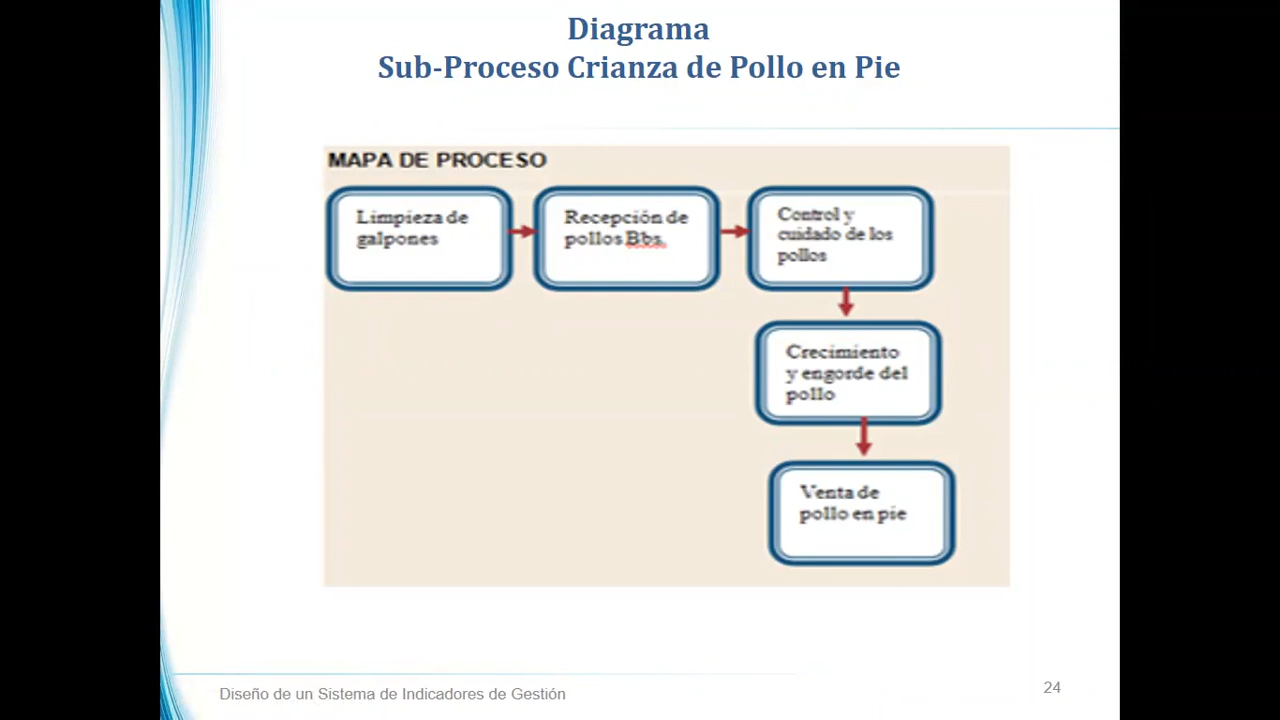 Diagrama
Sub-Proceso Crianza de Pollo en Pie
MAPA DE PROCESO
Limpieza de
galpones
Recepción de
pollos Bbs.
Control y
cuidado de los
pollos
Crecimiento
y engorde del
pollo
Venta de
pollo en pie
Diseño de un Sistema de Indicadores de Gestión
24